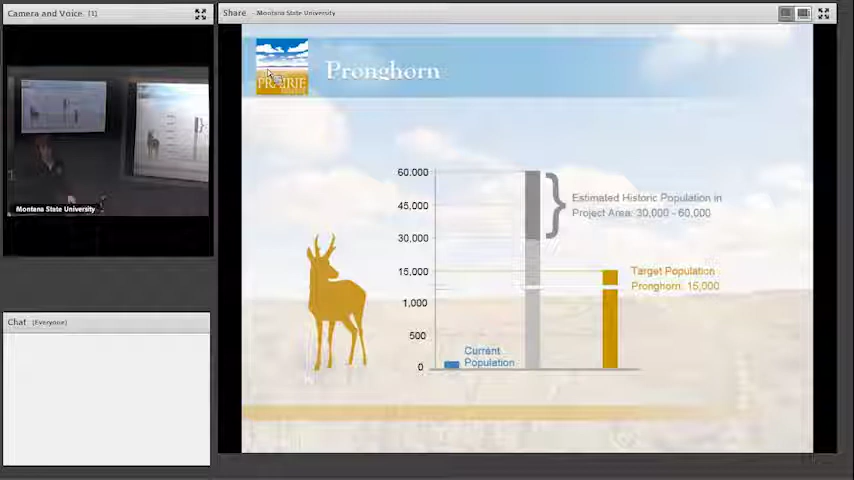 Camera and Voice (1)
Montana State University
Chat (Everyone)
Share - Montana State University
PRAIRIE
Pronghorn
60,000
45,000
30,000
15,000
1,000
500
0
Estimated Historic Population in
Project Area: 30,000 - 60,000
Target Population
Pronghorn: 15,000
Current
Population